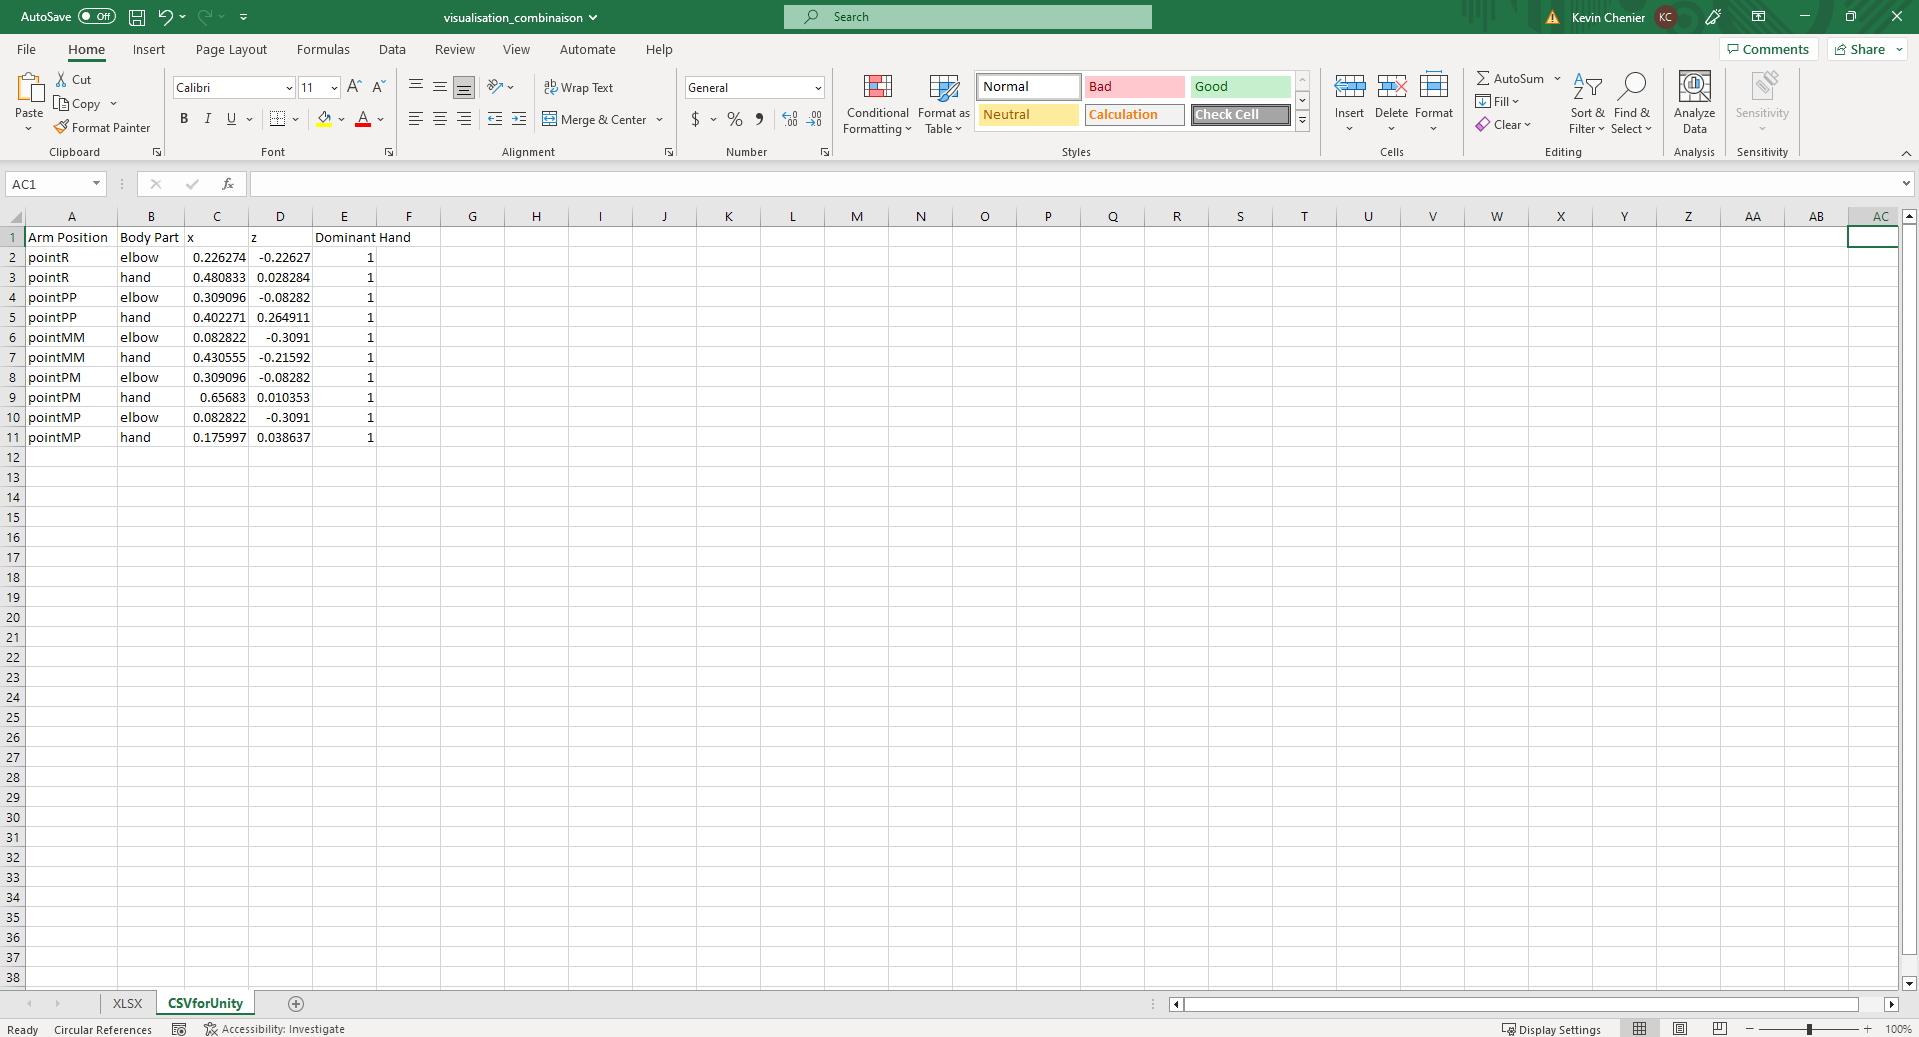 AutoSave Off visualisation_combinaison Search Kevin Chenier KC
File Home Insert Page Layout Formulas Data Review View Automate Help Comments Share
Paste Cut Copy Format Painter Clipboard
Calibri 11 B I U Font
Wrap Text Merge & Center Alignment
General $ % Number
Conditional Formatting Format as Table
Normal Bad Good
Neutral Calculation Check Cell
Styles
Insert Delete Format Cells
AutoSum Fill Clear Sort & Filter Find & Select Editing
Analyze Data Analysis
Sensitivity Sensitivity
AC1 fx
A B C D E F G H I J K L M N O P Q R S T U V W X Y Z AA AB AC
1 Arm Position Body Part x z Dominant Hand
2 pointR elbow 0.226274 -0.22627 1
3 pointR hand 0.480833 0.028284 1
4 pointPP elbow 0.309096 -0.08282 1
5 pointPP hand 0.402271 0.264911 1
6 pointMM elbow 0.082822 -0.3091 1
7 pointMM hand 0.430555 -0.21592 1
8 pointPM elbow 0.309096 -0.08282 1
9 pointPM hand 0.65683 0.010353 1
10 pointMP elbow 0.082822 -0.3091 1
11 pointMP hand 0.175997 0.038637 1
12
13
14
15
16
17
18
19
20
21
22
23
24
25
26
27
28
29
30
31
32
33
34
35
36
37
38
XLSX CSVforUnity
Ready Circular References Accessibility: Investigate Display Settings 100%